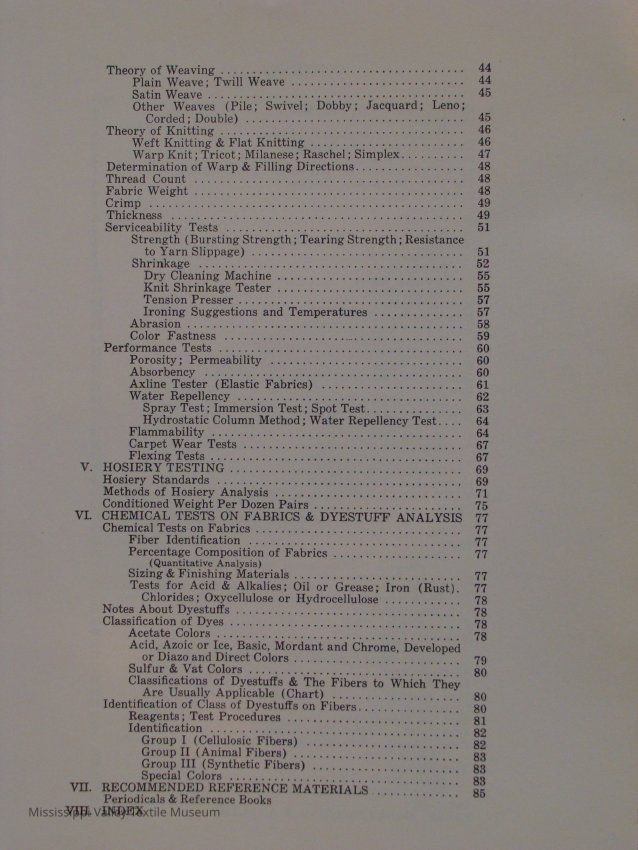 Theory of Weaving ........ 44
Plain Weave; Twill Weave ........ 44
Satin Weave ........ 45
Other Weaves (Pile; Swivel; Dobby; Jacquard; Leno;
Corded; Double) ........ 45
Theory of Knitting ........ 46
Weft Knitting & Flat Knitting ........ 46
Warp Knit; Tricot; Milanese; Raschel; Simplex ........ 47
Determination of Warp & Filling Directions ........ 48
Thread Count ........ 48
Fabric Weight ........ 48
Crimp ........ 49
Thickness ........ 49
Serviceability Tests ........ 51
Strength (Bursting Strength; Tearing Strength; Resistance
to Yarn Slippage) ........ 51
Shrinkage ........ 52
Dry Cleaning Machine ........ 55
Knit Shrinkage Tester ........ 55
Tension Presser ........ 57
Ironing Suggestions and Temperatures ........ 57
Abrasion ........ 58
Color Fastness ........ 59
Performance Tests ........ 60
Porosity; Permeability ........ 60
Absorbency ........ 60
Axline Tester (Elastic Fabrics) ........ 61
Water Repellency ........ 62
Spray Test; Immersion Test; Spot Test ........ 63
Hydrostatic Column Method; Water Repellency Test .... 64
Flammability ........ 64
Carpet Wear Tests ........ 67
Flexing Tests ........ 67
V. HOSIERY TESTING ........ 69
Hosiery Standards ........ 69
Methods of Hosiery Analysis ........ 71
Conditioned Weight Per Dozen Pairs ........ 75
VI. CHEMICAL TESTS ON FABRICS & DYESTUFF ANALYSIS 77
Chemical Tests on Fabrics ........ 77
Fiber Identification ........ 77
Percentage Composition of Fabrics ........ 77
(Quantitative Analysis)
Sizing & Finishing Materials ........ 77
Tests for Acid & Alkalies; Oil or Grease; Iron (Rust). 77
Chlorides; Oxycellulose or Hydrocellulose ........ 78
Notes About Dyestuffs ........ 78
Classification of Dyes ........ 78
Acetate Colors ........ 78
Acid, Azoic or Ice, Basic, Mordant and Chrome, Developed
or Diazo and Direct Colors ........ 79
Sulfur & Vat Colors ........ 80
Classifications of Dyestuffs & The Fibers to Which They
Are Usually Applicable (Chart) ........ 80
Identification of Class of Dyestuffs on Fibers ........ 80
Reagents; Test Procedures ........ 81
Identification ........ 82
Group I (Cellulosic Fibers) ........ 82
Group II (Animal Fibers) ........ 83
Group III (Synthetic Fibers) ........ 83
Special Colors ........ 83
VII. RECOMMENDED REFERENCE MATERIALS ........ 85
Periodicals & Reference Books
VIII. INDEX
Mississippi Valley Textile Museum